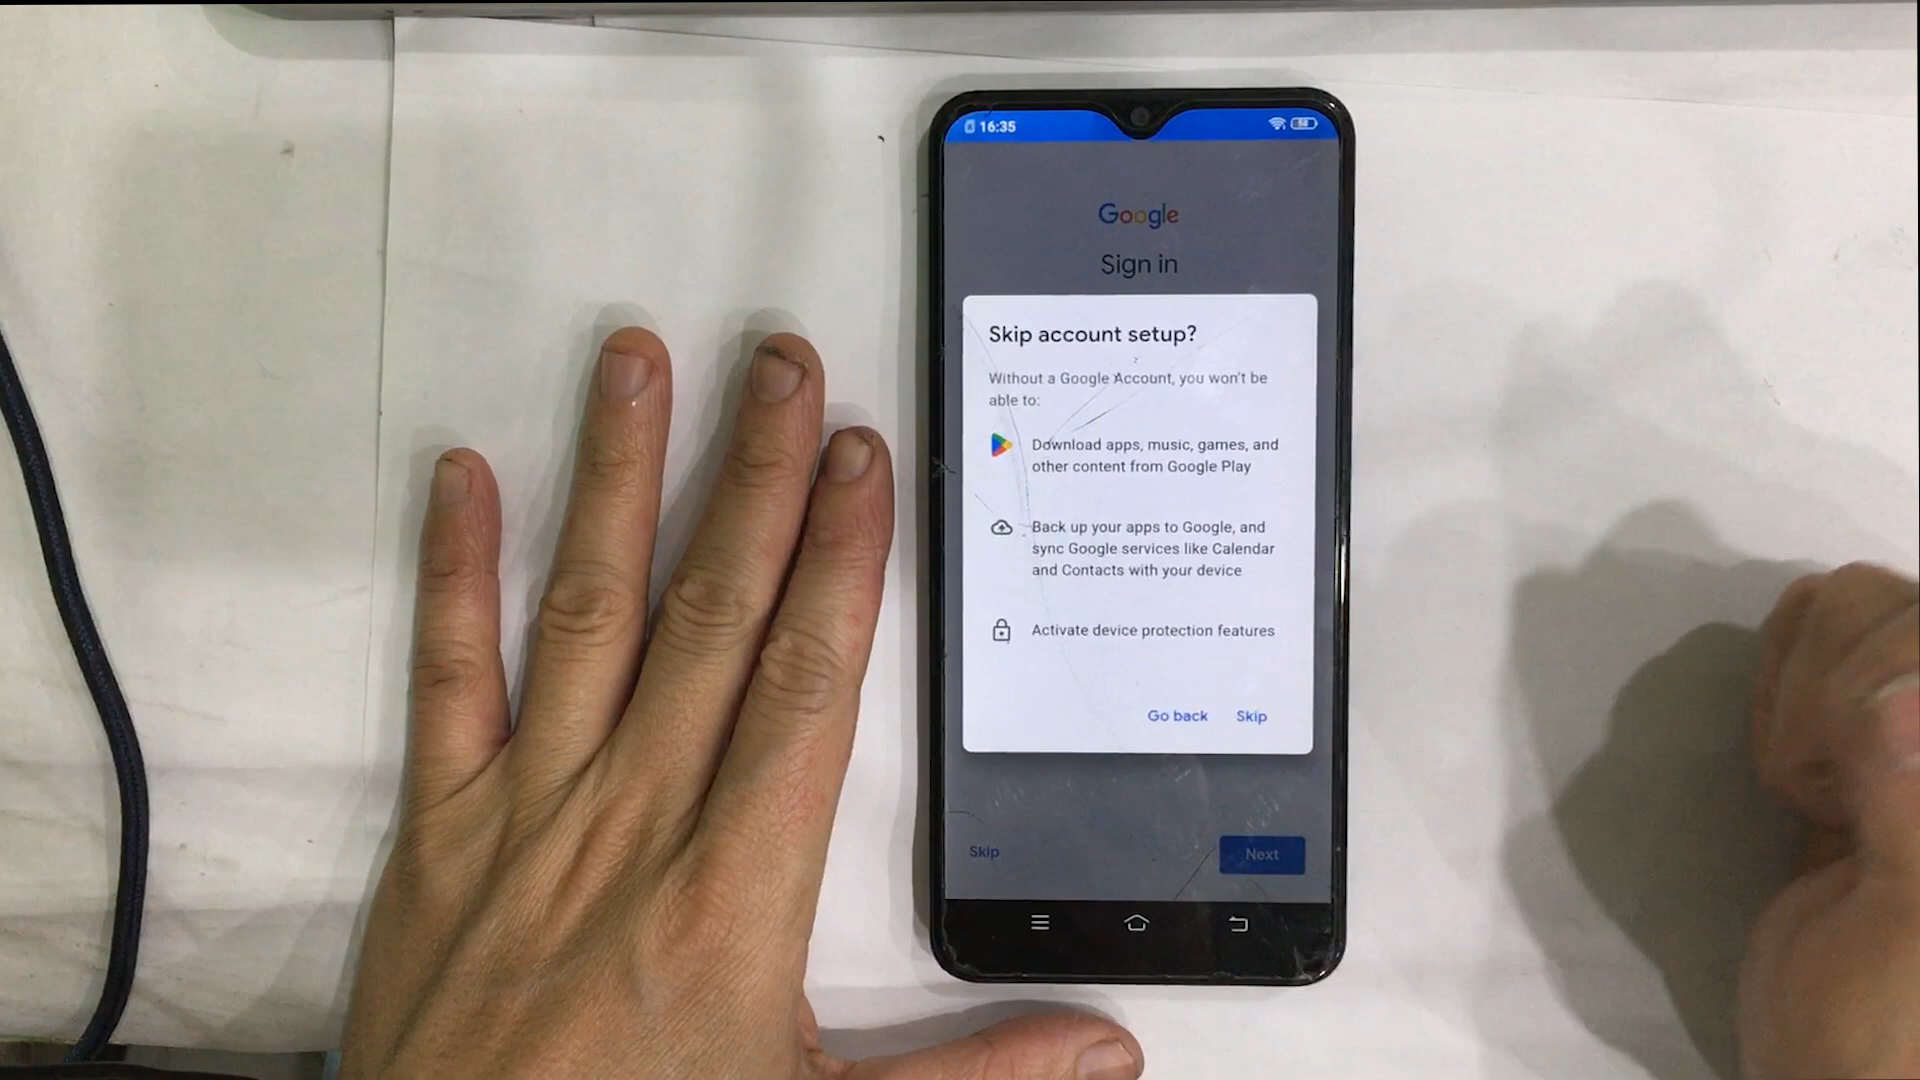 16:35
58
Google
Sign in
Skip account setup?
Without a Google Account, you won't be
able to:
Download apps, music, games, and
other content from Google Play
Back up your apps to Google, and
sync Google services like Calendar
and Contacts with your device
Activate device protection features
Go back Skip
Skip Next